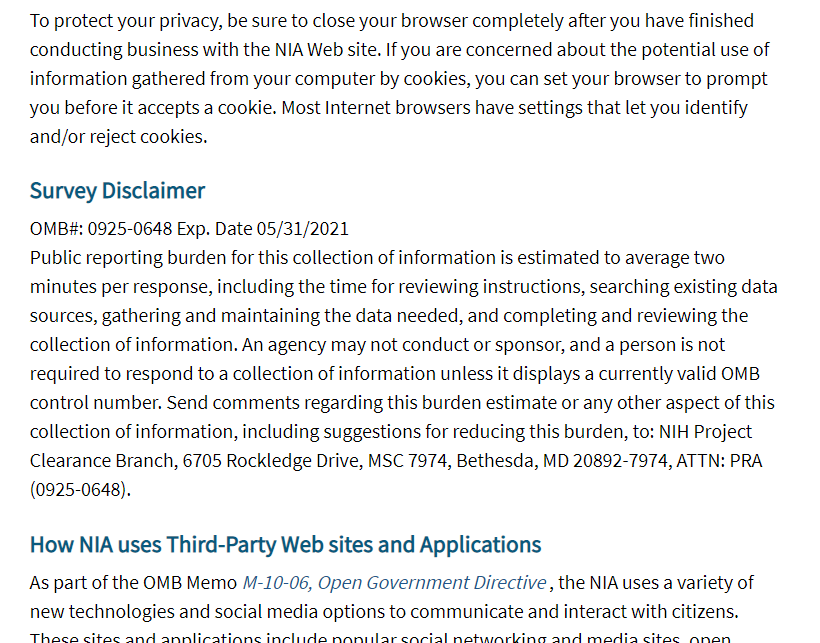 To protect your privacy, be sure to close your browser completely after you have finished
conducting business with the NIA Web site. If you are concerned about the potential use of
information gathered from your computer by cookies, you can set your browser to prompt
you before it accepts a cookie. Most Internet browsers have settings that let you identify
and/or reject cookies.
Survey Disclaimer
OMB#: 0925-0648 Exp. Date 05/31/2021
Public reporting burden for this collection of information is estimated to average two
minutes per response, including the time for reviewing instructions, searching existing data
sources, gathering and maintaining the data needed, and completing and reviewing the
collection of information. An agency may not conduct or sponsor, and a person is not
required to respond to a collection of information unless it displays a currently valid OMB
control number. Send comments regarding this burden estimate or any other aspect of this
collection of information, including suggestions for reducing this burden, to: NIH Project
Clearance Branch, 6705 Rockledge Drive, MSC 7974, Bethesda, MD 20892-7974, ATTN: PRA
(0925-0648).
How NIA uses Third-Party Web sites and Applications
As part of the OMB Memo M-10-06, Open Government Directive, the NIA uses a variety of
new technologies and social media options to communicate and interact with citizens.
These sites and applications include popular social networking and media sites, open